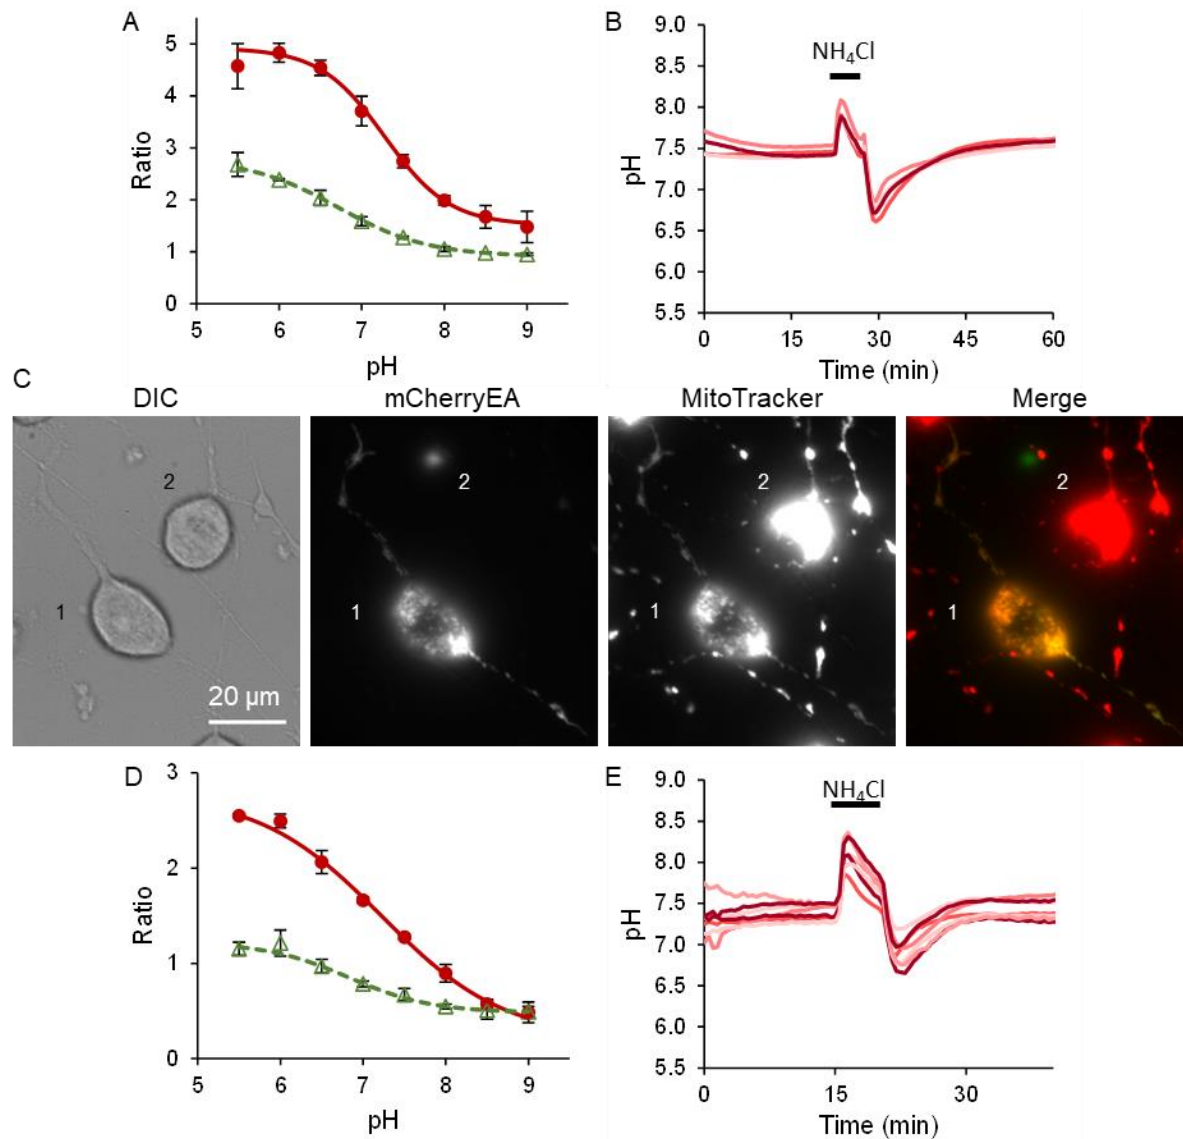 A
Ratio
5
4
3
2
1
0
5 6 7 8 9
pH
B
NH₄Cl
pH
9.0
8.5
8.0
7.5
7.0
6.5
6.0
5.5
0 15 30 45 60
Time (min)
C
DIC mCherryEA MitoTracker Merge
2 2 2 2
1 1 1 1
20 µm
D
Ratio
3
2
1
0
5 6 7 8 9
pH
E
NH₄Cl
pH
9.0
8.5
8.0
7.5
7.0
6.5
6.0
5.5
0 15 30
Time (min)